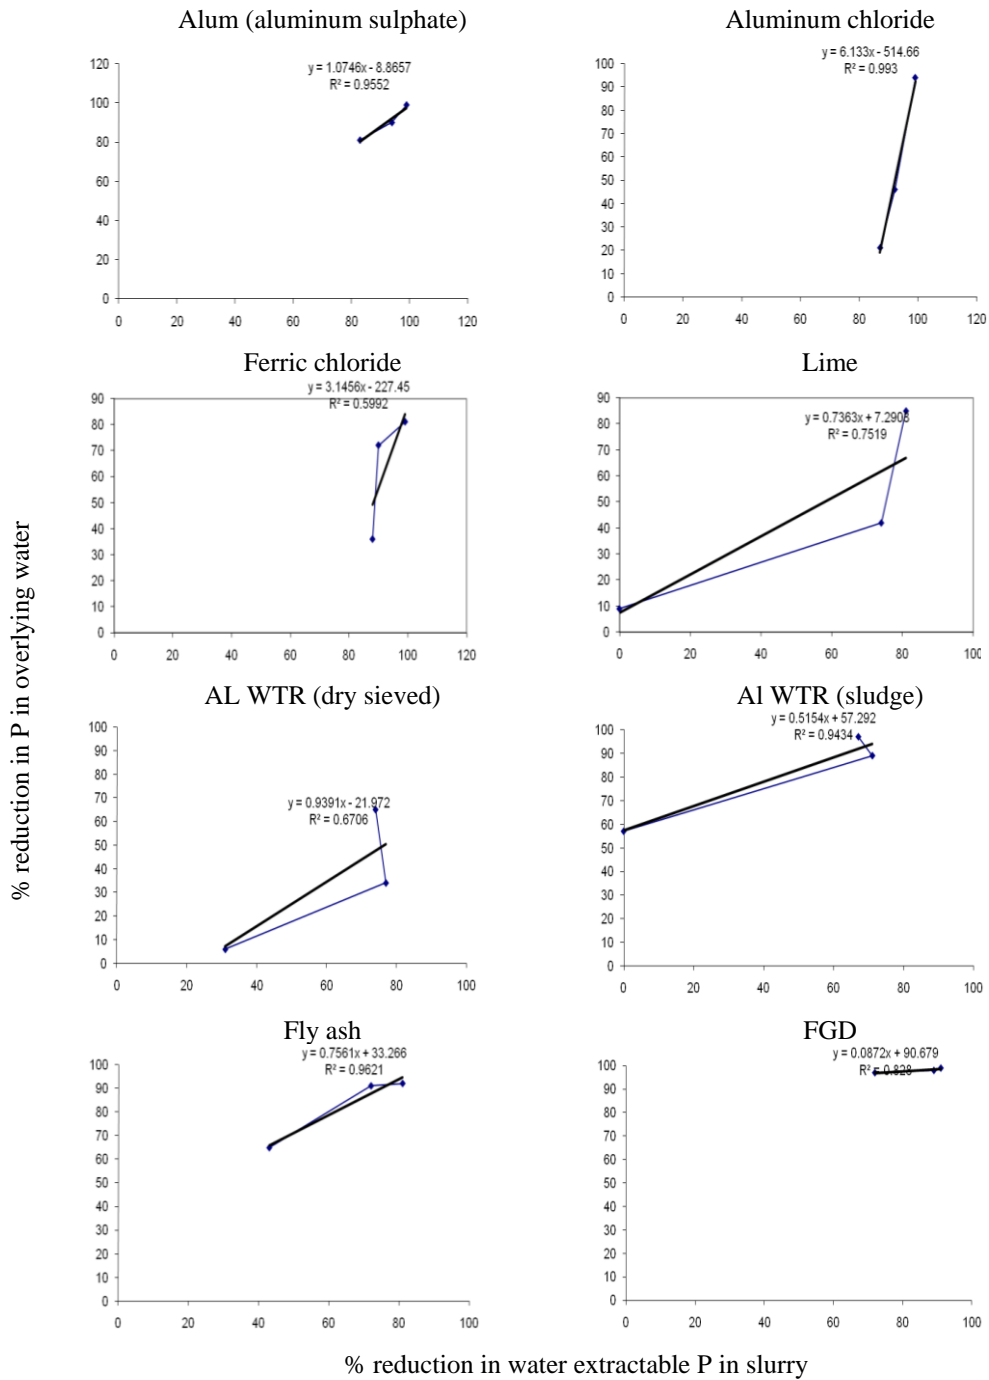 Alum (aluminum sulphate)
y = 1.0746x - 8.8657
R² = 0.9552
120
100
80
60
40
20
0
0 20 40 60 80 100 120
Aluminum chloride
y = 6.133x - 514.66
R² = 0.993
100
90
80
70
60
50
40
30
20
10
0
0 20 40 60 80 100 120
Ferric chloride
y = 3.1456x - 227.45
R² = 0.5992
90
80
70
60
50
40
30
20
10
0
0 20 40 60 80 100 120
Lime
y = 0.7363x + 7.2908
R² = 0.7519
90
80
70
60
50
40
30
20
10
0
0 20 40 60 80 100
% reduction in P in overlying water
AL WTR (dry sieved)
y = 0.9391x - 21.972
R² = 0.6706
100
90
80
70
60
50
40
30
20
10
0
0 20 40 60 80 100
Al WTR (sludge)
y = 0.5154x + 57.292
R² = 0.9434
100
90
80
70
60
50
40
30
20
10
0
0 20 40 60 80 100
Fly ash
y = 0.7561x + 33.266
R² = 0.9621
100
90
80
70
60
50
40
30
20
10
0
0 20 40 60 80 100
FGD
y = 0.0872x + 90.679
R² = 0.828
100
90
80
70
60
50
40
30
20
10
0
0 20 40 60 80 100
% reduction in water extractable P in slurry